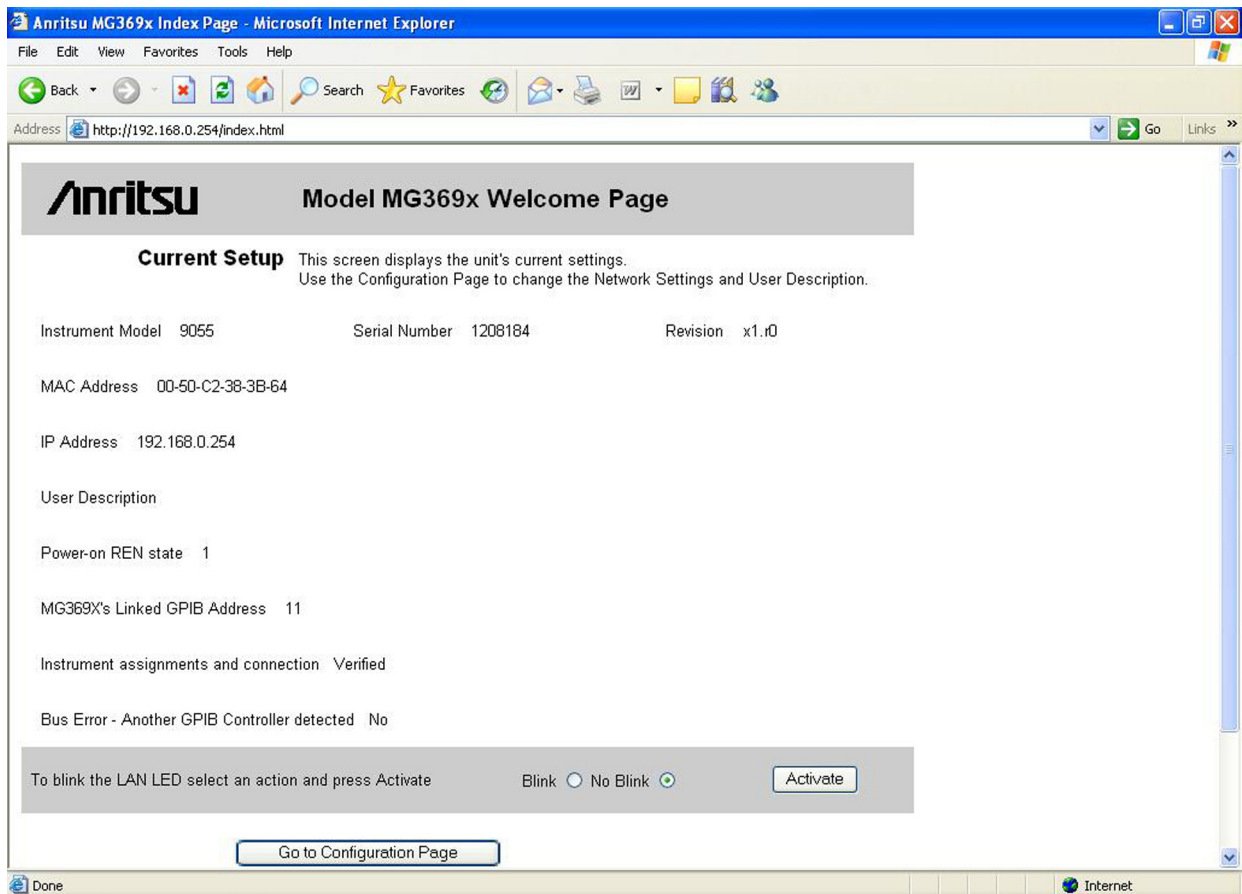 Anritsu MG369x Index Page - Microsoft Internet Explorer
File Edit View Favorites Tools Help
Back Search Favorites
Address http://192.168.0.254/index.html Go Links »
Anritsu Model MG369x Welcome Page
Current Setup This screen displays the unit's current settings.
Use the Configuration Page to change the Network Settings and User Description.
Instrument Model 9055 Serial Number 1208184 Revision x1.r0
MAC Address 00-50-C2-38-3B-64
IP Address 192.168.0.254
User Description
Power-on REN state 1
MG369X's Linked GPIB Address 11
Instrument assignments and connection Verified
Bus Error - Another GPIB Controller detected No
To blink the LAN LED select an action and press Activate Blink No Blink Activate
Go to Configuration Page
Done Internet